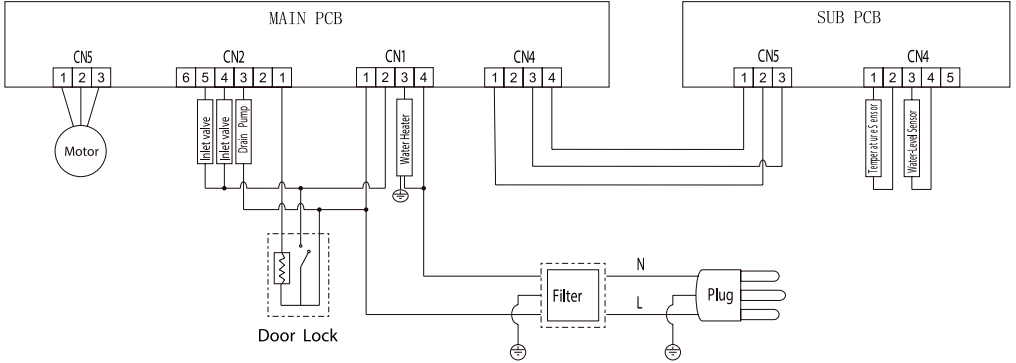 MAIN PCB
SUB PCB
CN5
CN2
CN1
CN4
CN5
CN4
1 2 3
6 5 4 3 2 1
1 2 3 4
1 2 3 4
1 2 3
1 2 3 4 5
Motor
Inlet valve
Inlet valve
Drain Pump
Water Heater
Temperature Sensor
Water-Level Sensor
Door Lock
Filter
N
L
Plug